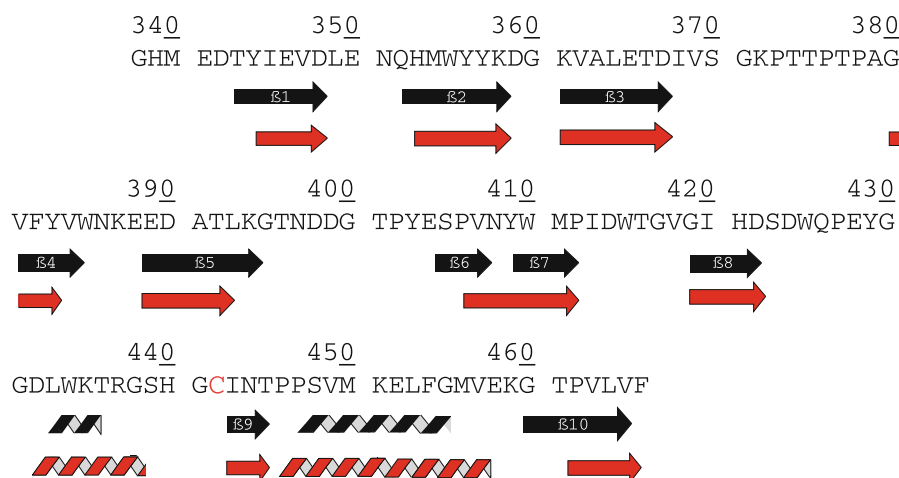 340 350 360 370 380
GHM EDTYIEVDLE NQHMWYYKDG KVALETDIVS GKPTTPTPAG
ß1 ß2 ß3
390 400 410 420 430
VFYVWNKEED ATLKGTNDDG TPYESPVNYW MPIDWTGVGI HDSDWQPEYG
ß4 ß5 ß6 ß7 ß8
440 450 460
GDLWKTRGSH GCINTPPSVM KELFGMVEKG TPVLVF
ß9 ß10